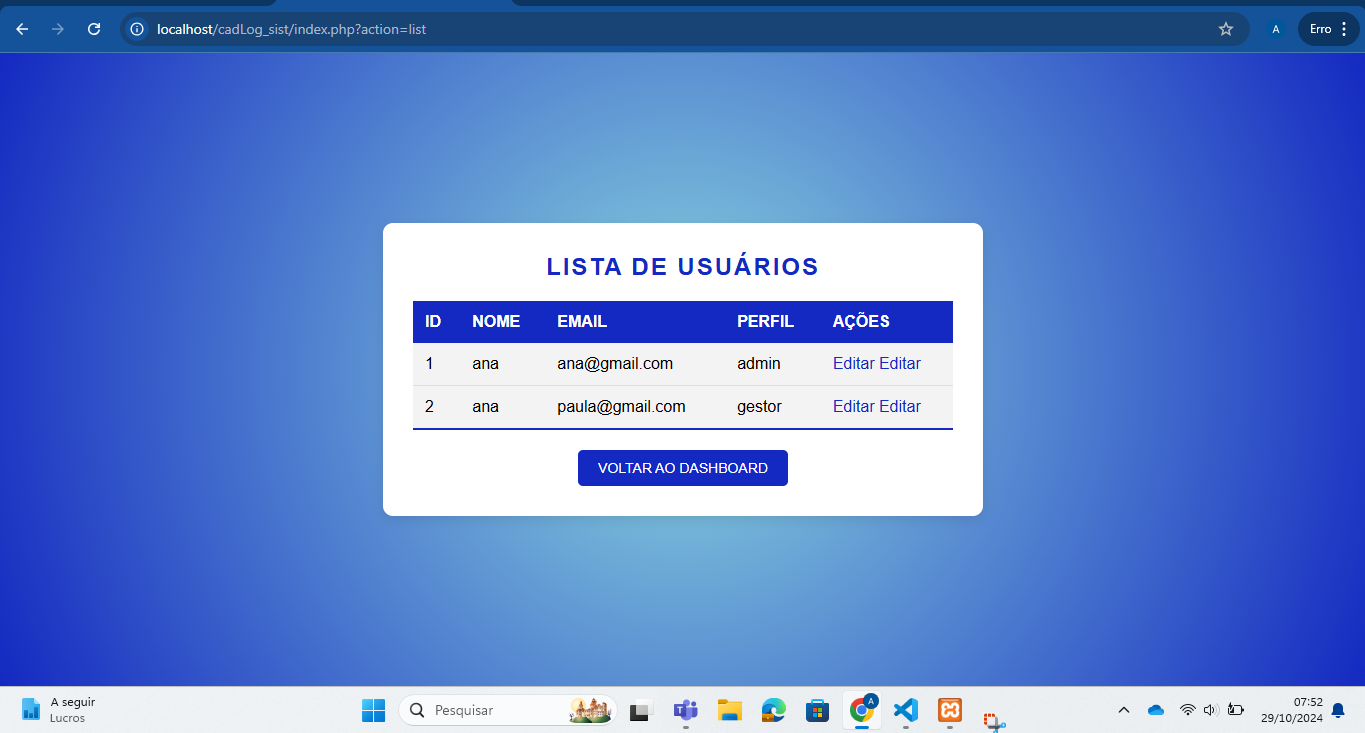 localhost/cadLog_sist/index.php?action=list
A
Erro
LISTA DE USUÁRIOS
ID NOME EMAIL PERFIL AÇÕES
1 ana ana@gmail.com admin Editar Editar
2 ana paula@gmail.com gestor Editar Editar
VOLTAR AO DASHBOARD
A seguir
Lucros
Pesquisar
A
07:52
29/10/2024